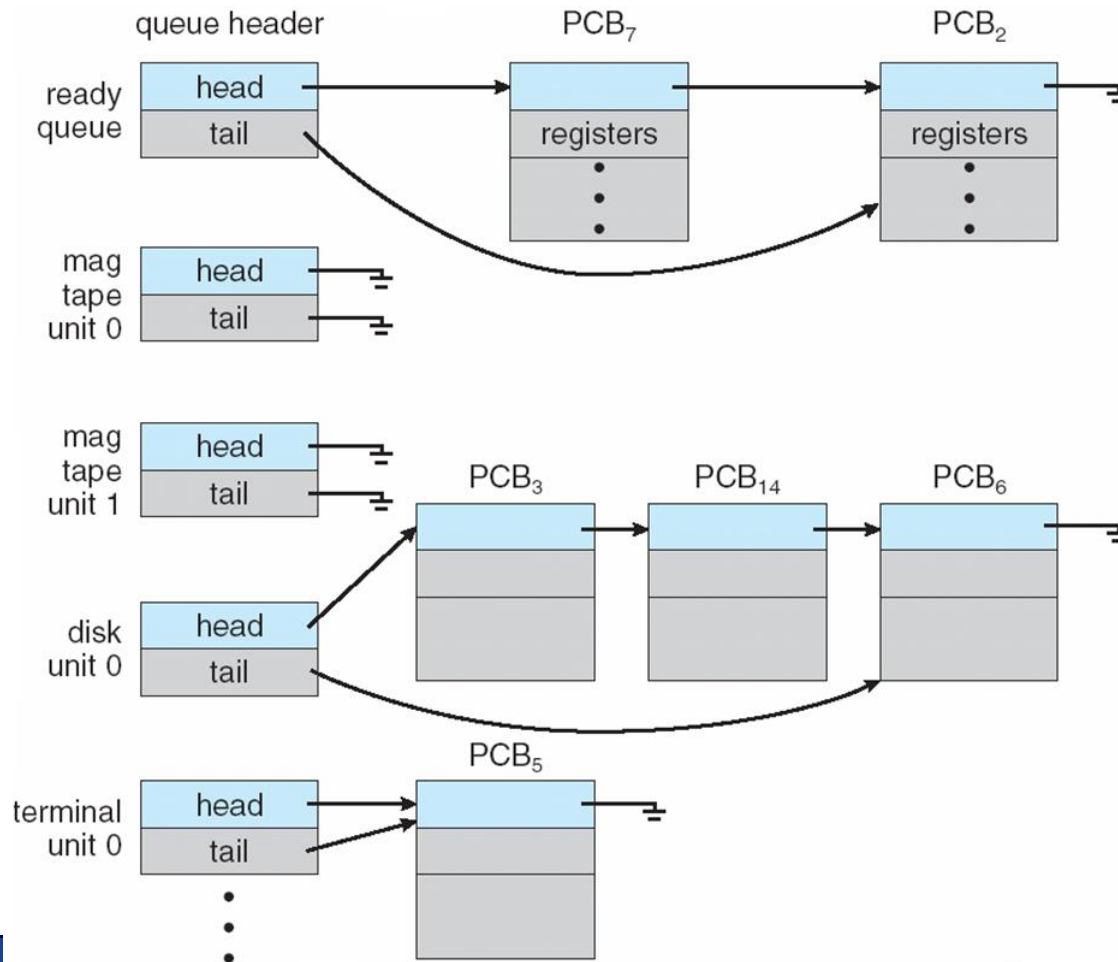 queue header
PCB₇
PCB₂
ready
queue
head
tail
registers
registers
mag
tape
unit 0
head
tail
mag
tape
unit 1
head
tail
PCB₃
PCB₁₄
PCB₆
disk
unit 0
head
tail
PCB₅
terminal
unit 0
head
tail